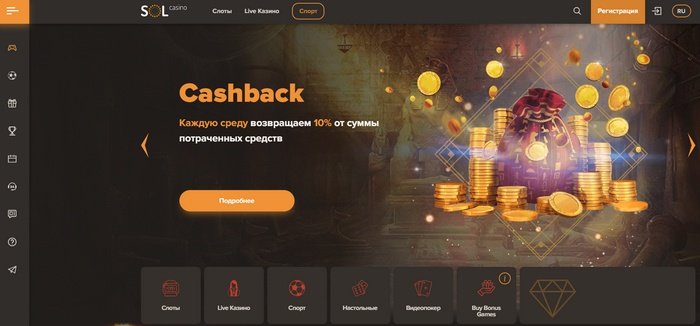 SOL casino
Слоты
Live Казино
Спорт
Регистрация
RU
Cashback
Каждую среду возвращаем 10% от суммы
потраченных средств
Подробнее
Слоты
Live Казино
Спорт
Настольные
Видеопокер
Buy Bonus
Games